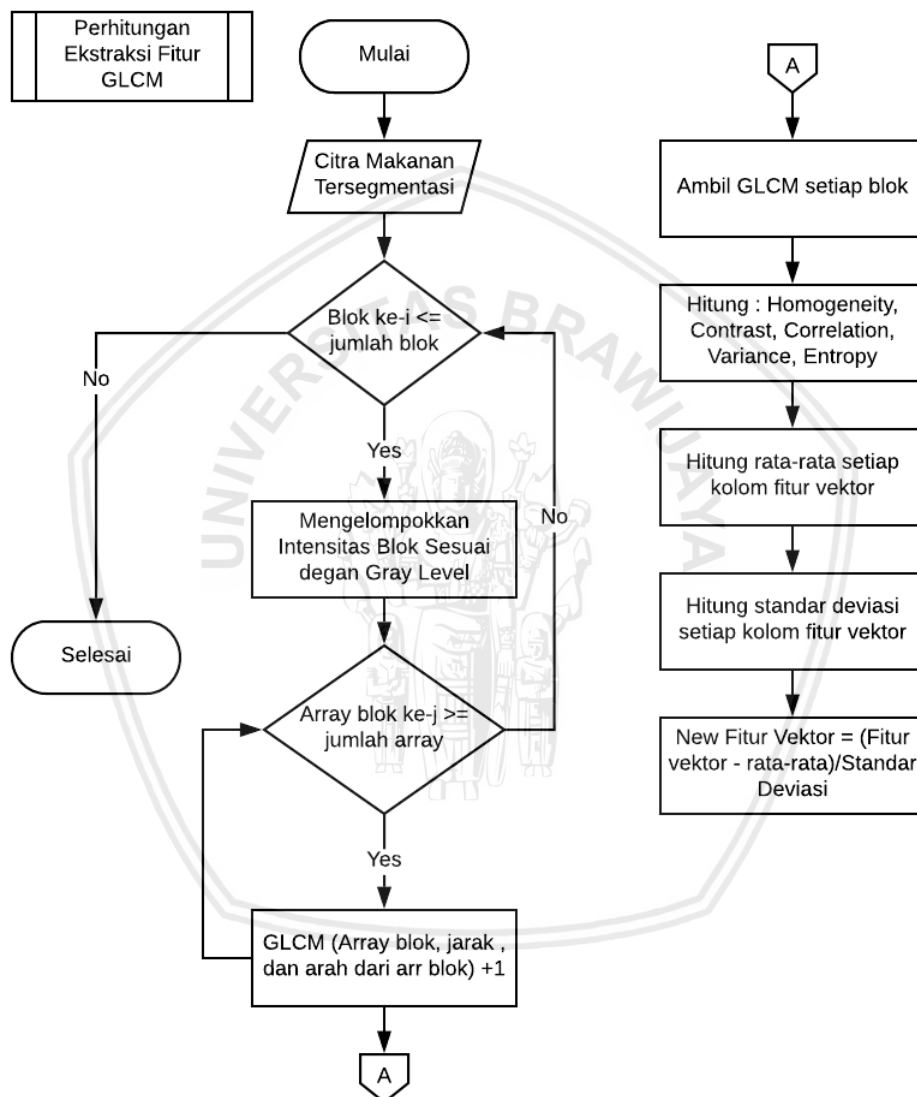 Perhitungan
Ekstraksi Fitur
GLCM
Mulai
Citra Makanan
Tersegmentasi
Blok ke-i <=
jumlah blok
No
Yes
Mengelompokkan
Intensitas Blok Sesuai
degan Gray Level
No
Selesai
Array blok ke-j >=
jumlah array
Yes
GLCM (Array blok, jarak ,
dan arah dari arr blok) +1
A
A
Ambil GLCM setiap blok
Hitung : Homogeneity,
Contrast, Correlation,
Variance, Entropy
Hitung rata-rata setiap
kolom fitur vektor
Hitung standar deviasi
setiap kolom fitur vektor
New Fitur Vektor = (Fitur
vektor - rata-rata)/Standar
Deviasi
UNIVERSITAS BRAWIJAYA